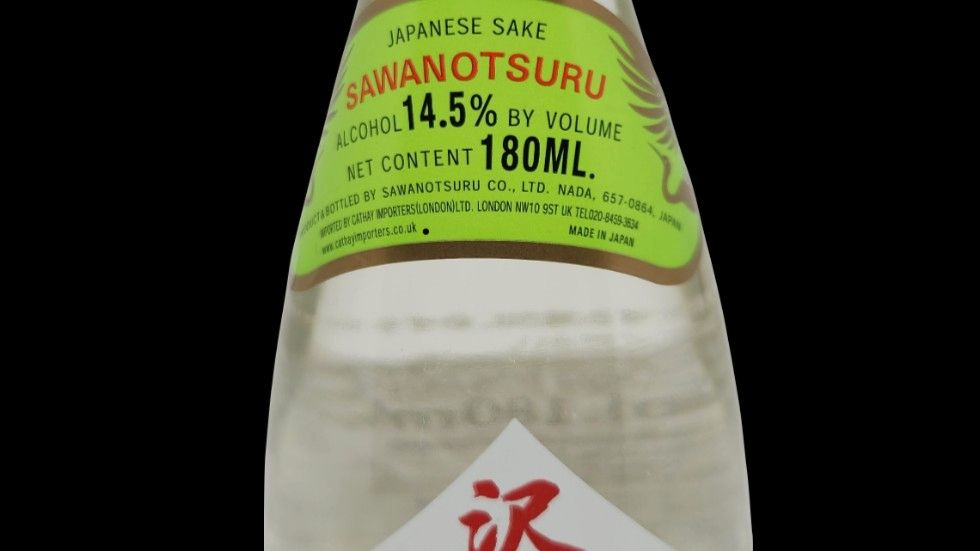 JAPANESE SAKE
SAWANOTSURU
ALCOHOL 14.5% BY VOLUME
NET CONTENT 180ML.
BOTTLED BY SAWANOTSURU CO., LTD. NADA, 657-0864, JAPAN
IMPORTED BY CATHAY IMPORTERS(LONDON)LTD. LONDON NW10 9ST UK TEL020-8459-3634
www.cathayimporters.co.uk
MADE IN JAPAN
沢